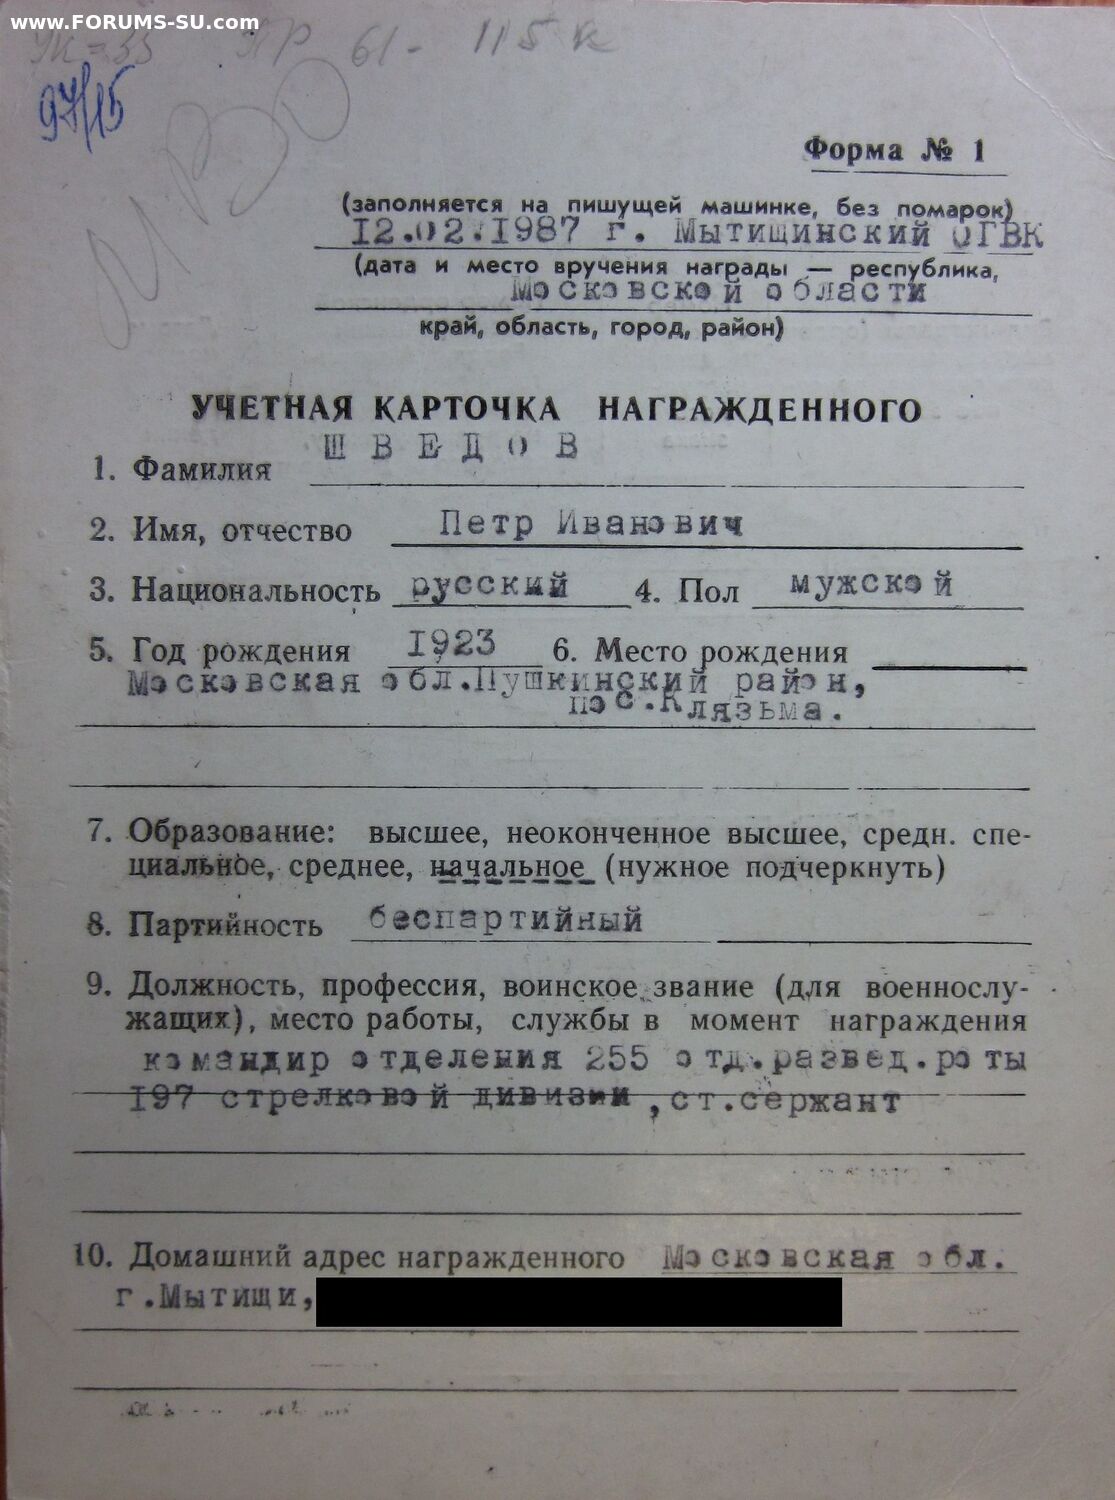 www.FORUMS-SU.com
61- 115 к
97/15
Форма № 1
(заполняется на пишущей машинке, без помарок)
12.02.1987 г. Мытищинский ОГВК
(дата и место вручения награды — республика,
Московской области
край, область, город, район)
УЧЕТНАЯ КАРТОЧКА НАГРАЖДЕННОГО
1. Фамилия ШВЕДОВ
2. Имя, отчество Петр Иванович
3. Национальность русский 4. Пол мужской
5. Год рождения 1923 6. Место рождения
Московская обл.Пушкинский район,
пос.Клязьма.
7. Образование: высшее, неоконченное высшее, средн. спе-
циальное, среднее, начальное (нужное подчеркнуть)
8. Партийность беспартийный
9. Должность, профессия, воинское звание (для военнослу-
жащих), место работы, службы в момент награждения
командир отделения 255 отд.развед.роты
197 стрелковой дивизии,ст.сержант
10. Домашний адрес награжденного Московская обл.
г.Мытищи,